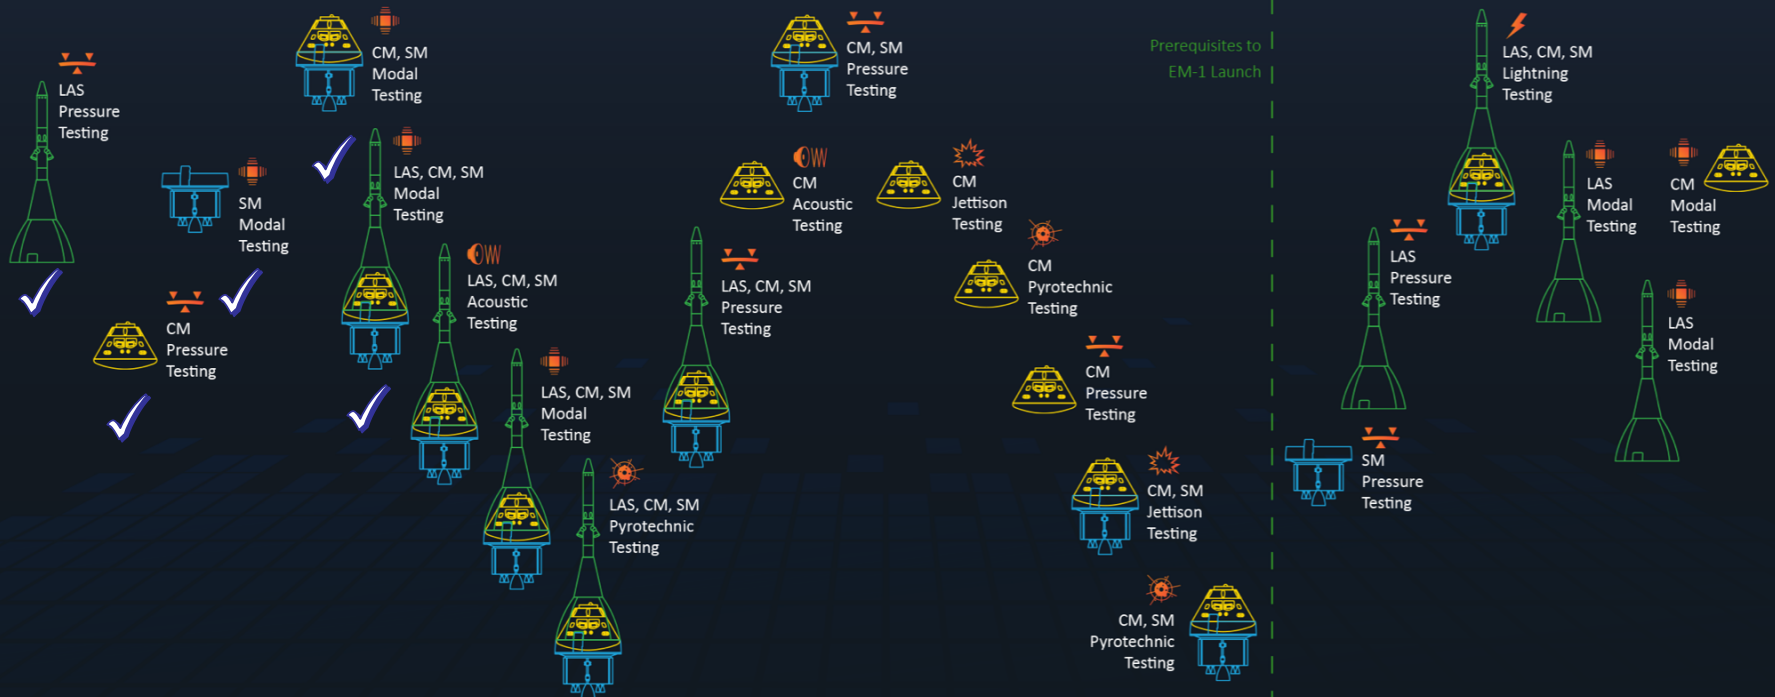 LAS
Pressure
Testing
SM
Modal
Testing
CM
Pressure
Testing
CM, SM
Modal
Testing
LAS, CM, SM
Modal
Testing
LAS, CM, SM
Acoustic
Testing
LAS, CM, SM
Modal
Testing
LAS, CM, SM
Pyrotechnic
Testing
LAS, CM, SM
Pressure
Testing
CM, SM
Pressure
Testing
CM
Acoustic
Testing
CM
Jettison
Testing
CM
Pyrotechnic
Testing
CM
Pressure
Testing
CM, SM
Jettison
Testing
CM, SM
Pyrotechnic
Testing
Prerequisites to
EM-1 Launch
LAS, CM, SM
Lightning
Testing
LAS
Modal
Testing
CM
Modal
Testing
LAS
Pressure
Testing
LAS
Modal
Testing
SM
Pressure
Testing